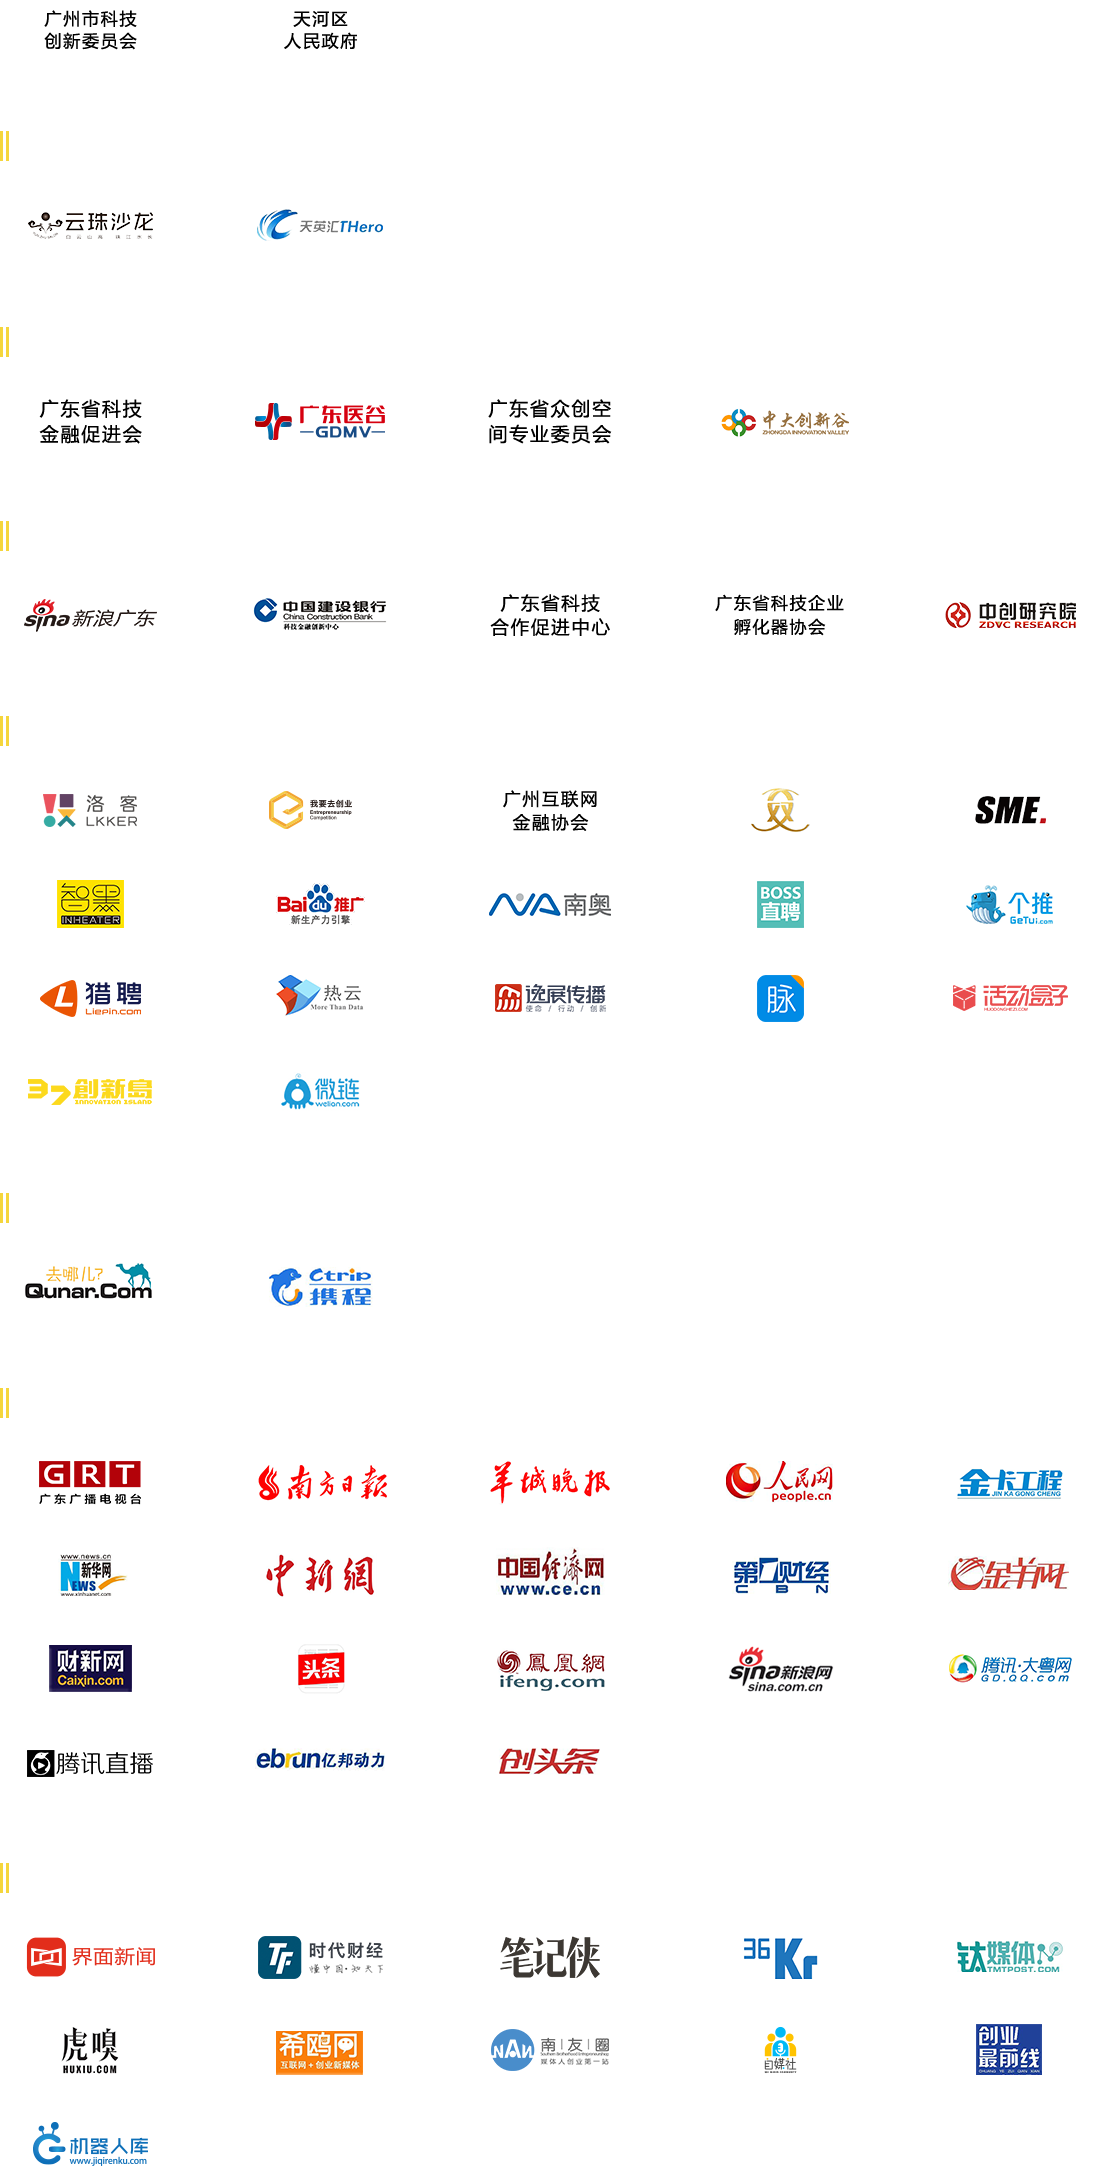 广州市科技
创新委员会
天河区
人民政府
云珠沙龙
天英汇THero
广东省科技
金融促进会
广东医谷
GDMV
广东省众创空
间专业委员会
中大创新谷
ZHONGDA INNOVATION VALLEY
sina新浪广东
中国建设银行
China Construction Bank
科技金融创新中心
广东省科技
合作促进中心
广东省科技企业
孵化器协会
中创研究院
ZDVC RESEARCH
洛客
LKKER
我要去创业
Entrepreneurship
Competition
广州互联网
金融协会
SME.
智黑
INHEATER
Bai du 推广
新生产力引擎
南奥
BOSS
直聘
个推
GeTui.com
猎聘
Liepin.com
热云
More Than Data
逸展传播
使命 / 行动 / 创新
脉
活动盒子
HUODONGHEZI.COM
37創新島
INNOVATION ISLAND
微链
welian.com
去哪儿?
Qunar.Com
Ctrip
携程
GRT
广东广播电视台
南方日报
羊城晚报
人民网
people.cn
金卡工程
JIN KA GONG CHENG
www.news.cn
新华网
NEWS
www.xinhuanet.com
中新網
中国经济网
www.ce.cn
第一财经
CBN
金羊网
财新网
Caixin.com
头条
鳳凰網
ifeng.com
sina新浪网
sina.com.cn
腾讯·大粤网
GD.QQ.com
腾讯直播
ebrun亿邦动力
创头条
界面新闻
TF
时代财经
懂中国·知天下
笔记侠
36Kr
钛媒体
TMTPOST.COM
虎嗅
HUXIU.COM
希鸥网
互联网+创业新媒体
NAN
南|友|圈
媒体人创业第一站
自媒社
创业
最前线
CHUANG YE ZUI QIAN XIAN
机器人库
www.jiqirenku.com